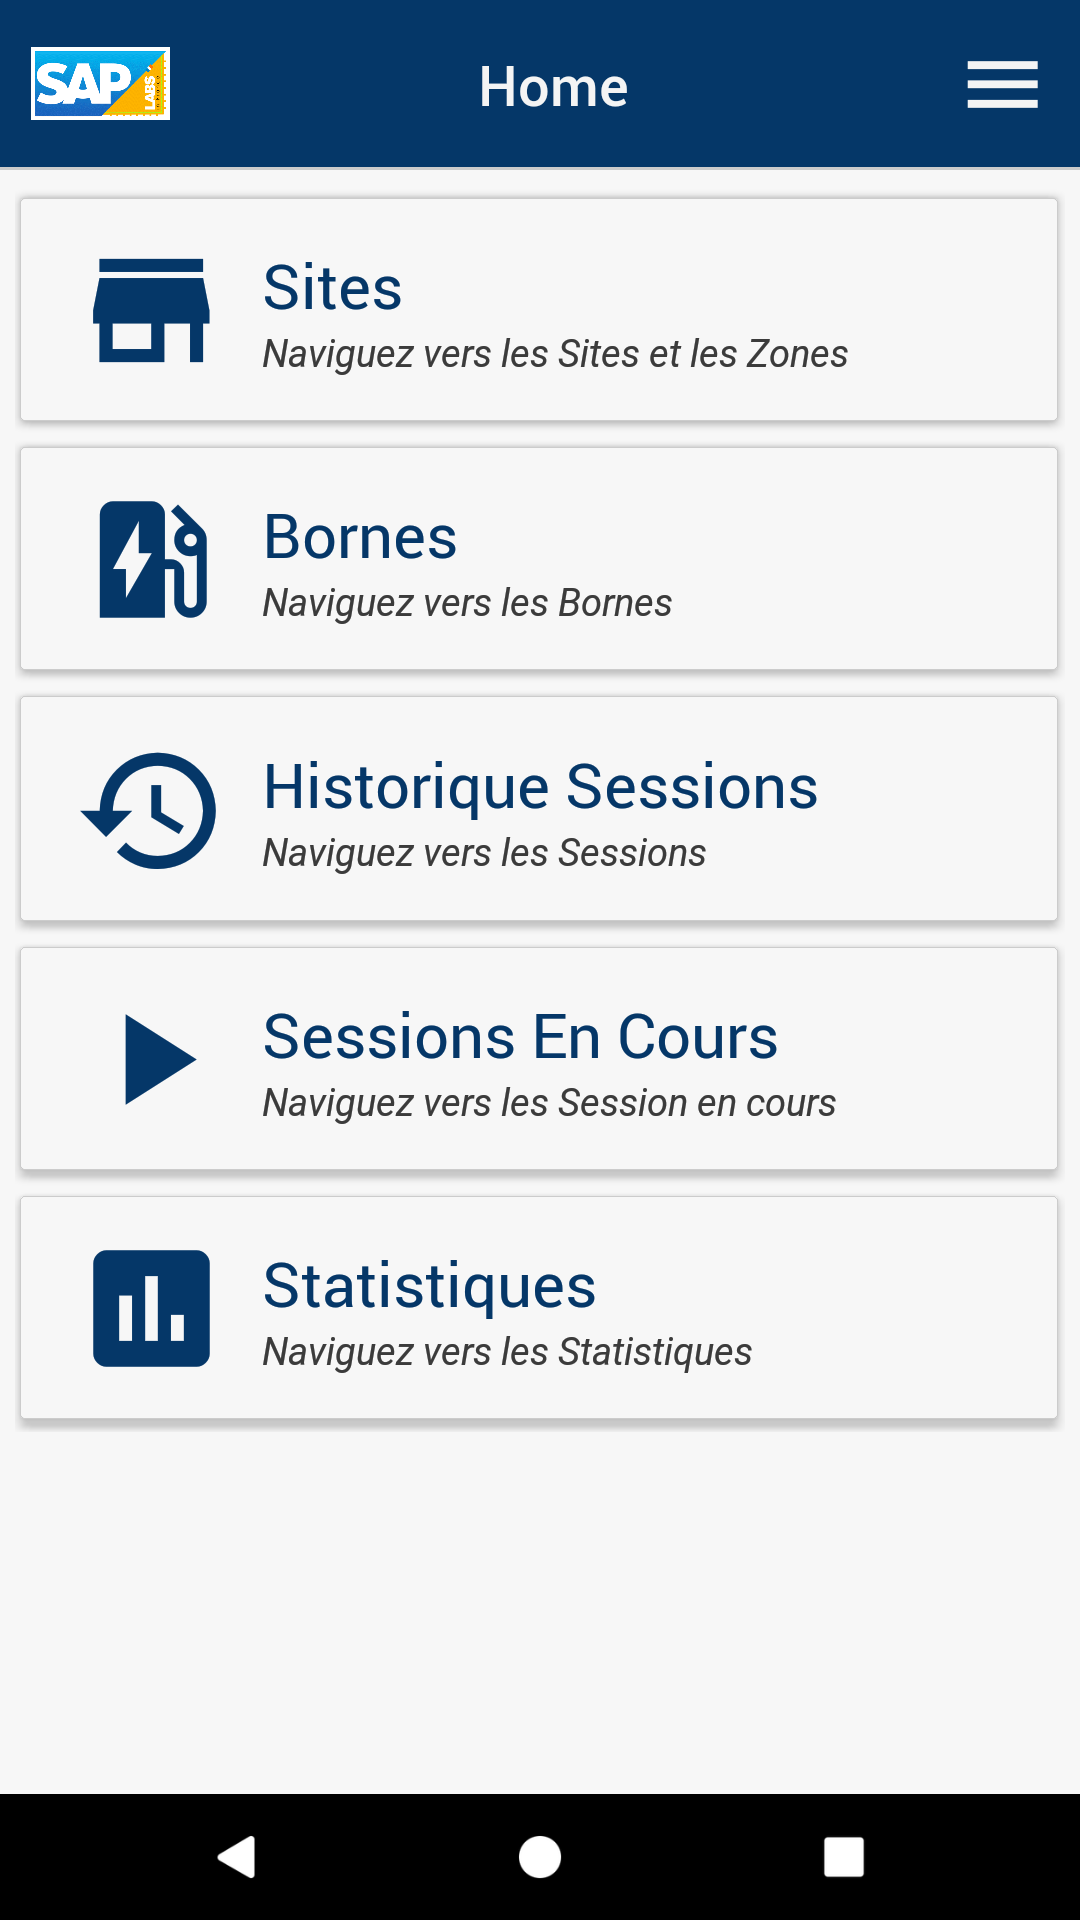 SAP LABS
Home
Sites
Naviguez vers les Sites et les Zones
Bornes
Naviguez vers les Bornes
Historique Sessions
Naviguez vers les Sessions
Sessions En Cours
Naviguez vers les Session en cours
Statistiques
Naviguez vers les Statistiques